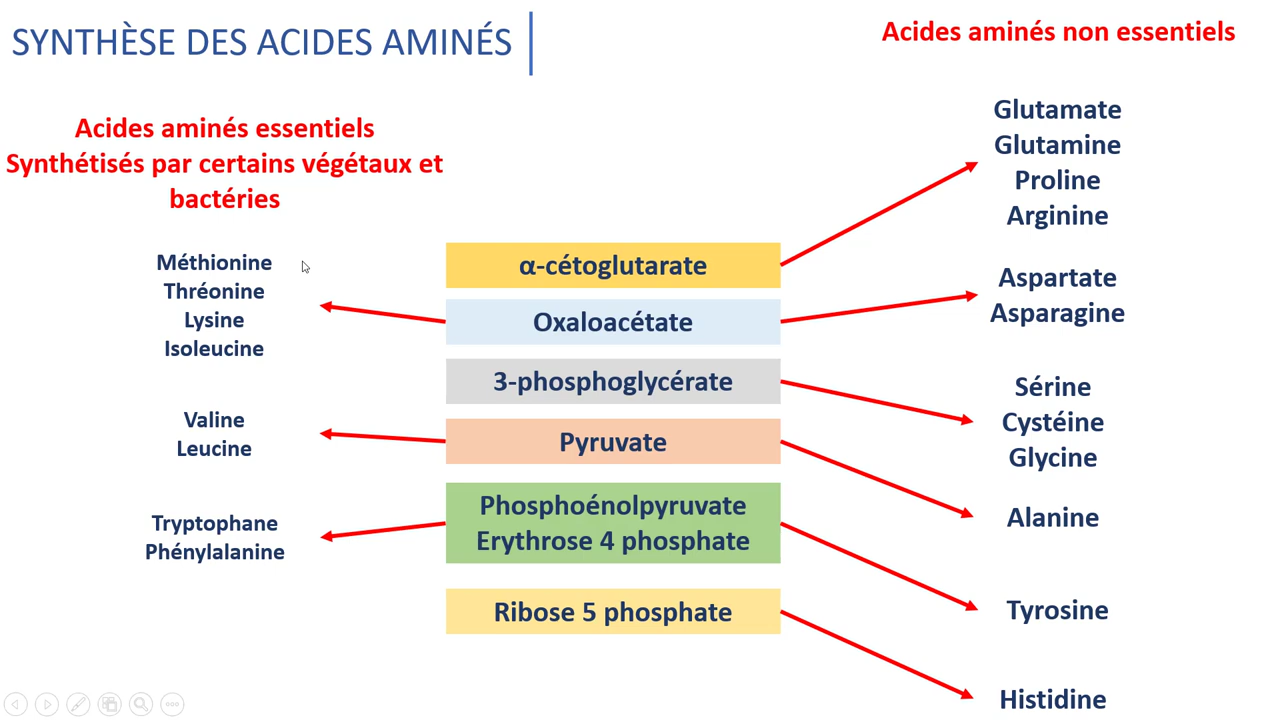 SYNTHÈSE DES ACIDES AMINÉS
Acides aminés non essentiels
Acides aminés essentiels
Synthétisés par certains végétaux et
bactéries
Méthionine
Thréonine
Lysine
Isoleucine
Valine
Leucine
Tryptophane
Phénylalanine
α-cétoglutarate
Oxaloacétate
3-phosphoglycérate
Pyruvate
Phosphoénolpyruvate
Erythrose 4 phosphate
Ribose 5 phosphate
Glutamate
Glutamine
Proline
Arginine
Aspartate
Asparagine
Sérine
Cystéine
Glycine
Alanine
Tyrosine
Histidine